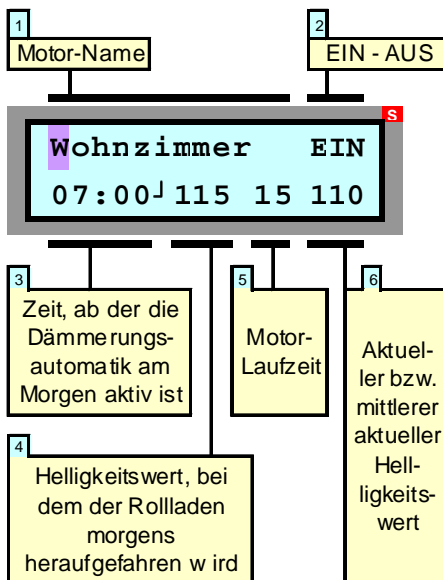 1
Motor-Name
2
EIN - AUS
S
Wohnzimmer EIN
07:00┘115 15 110
3
Zeit, ab der die
Dämmerungs-
automatik am
Morgen aktiv ist
4
Helligkeitswert, bei
dem der Rollladen
morgens
heraufgefahren w ird
5
Motor-
Laufzeit
6
Aktuel-
ler bzw.
mittlerer
aktueller
Hell-
ligkeits-
wert